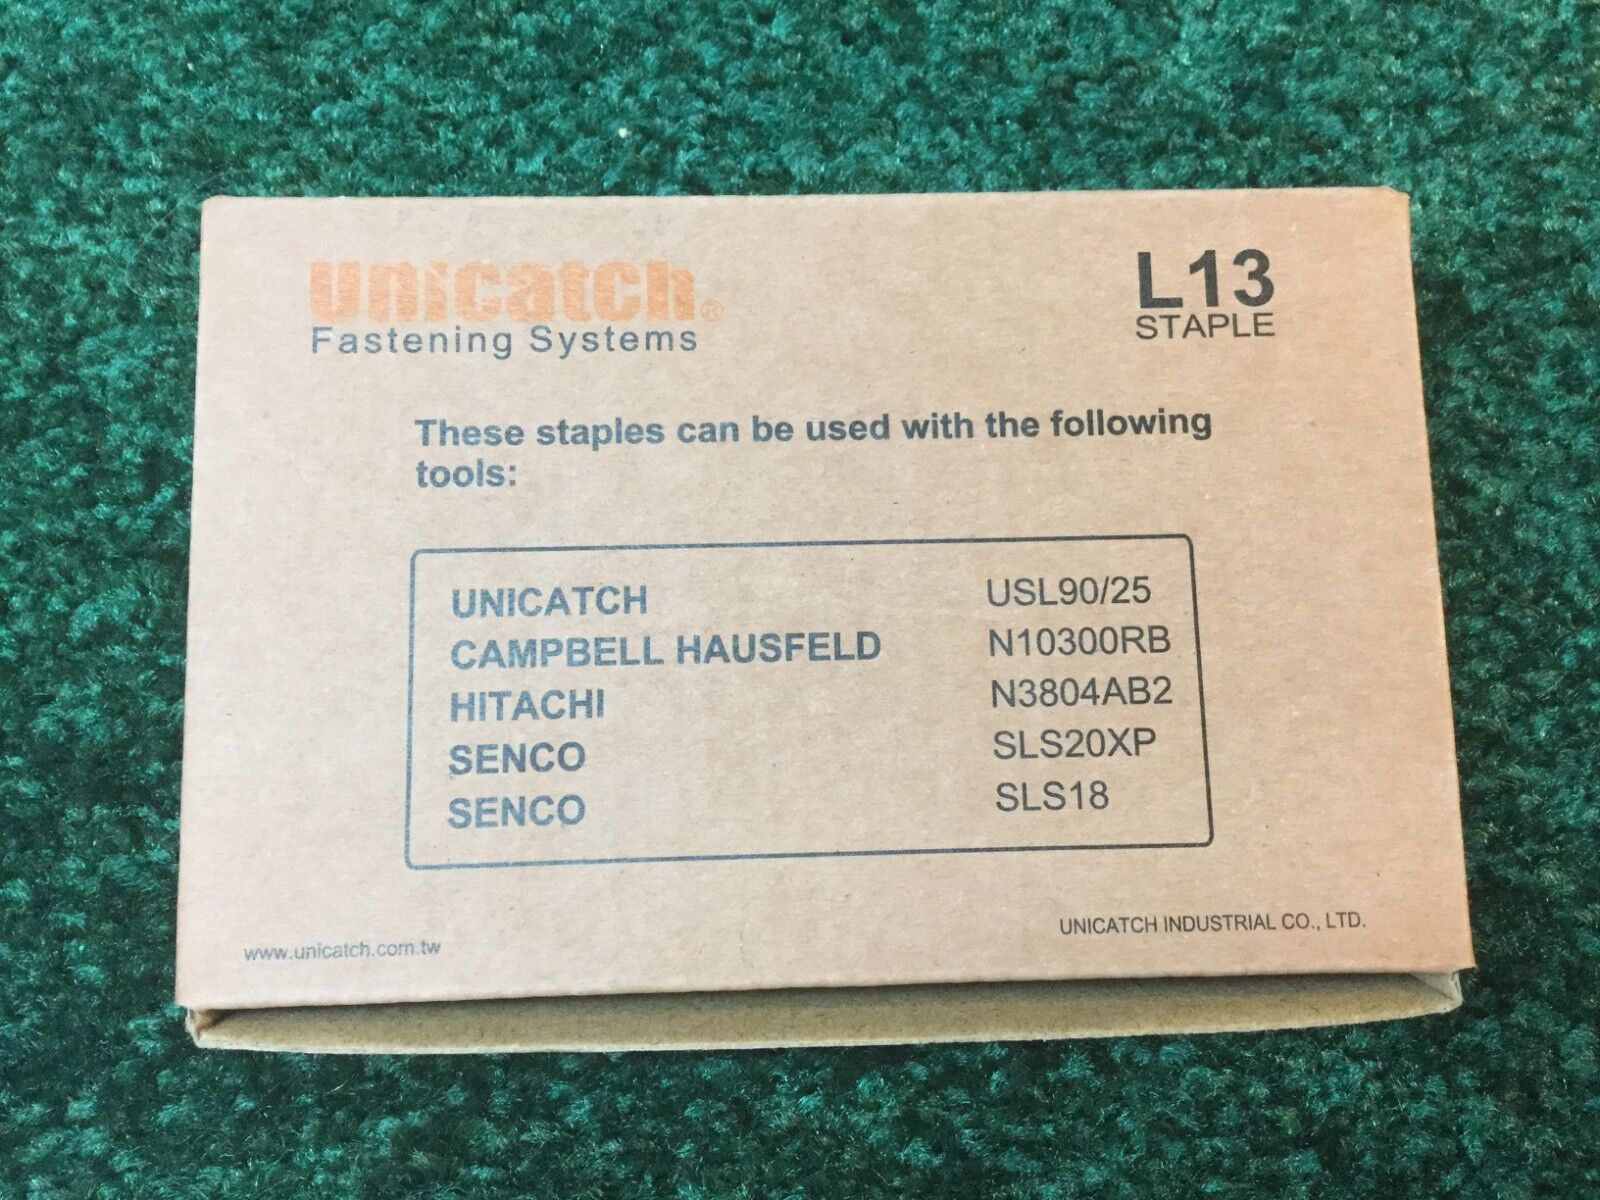 unicatch®
Fastening Systems
L13
STAPLE
These staples can be used with the following
tools:
UNICATCH USL90/25
CAMPBELL HAUSFELD N10300RB
HITACHI N3804AB2
SENCO SLS20XP
SENCO SLS18
UNICATCH INDUSTRIAL CO., LTD.
www.unicatch.com.tw